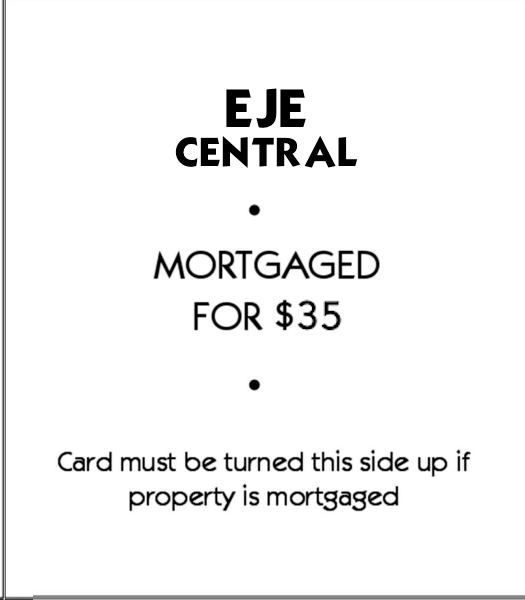 EJE
CENTRAL
•
MORTGAGED
FOR $35
•
Card must be turned this side up if
property is mortgaged